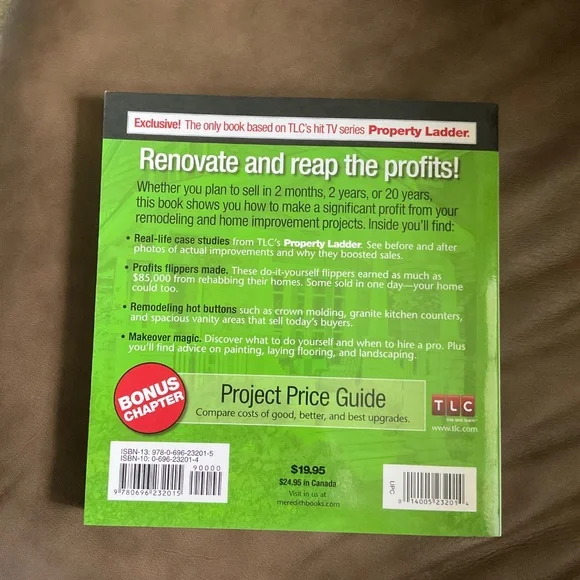 Exclusive! The only book based on TLC's hit TV series Property Ladder.
Renovate and reap the profits!
Whether you plan to sell in 2 months, 2 years, or 20 years,
this book shows you how to make a significant profit from your
remodeling and home improvement projects. Inside you'll find:
• Real-life case studies from TLC's Property Ladder. See before and after
photos of actual improvements and why they boosted sales.
• Profits flippers made. These do-it-yourself flippers earned as much as
$85,000 from rehabbing their homes. Some sold in one day—your home
could too.
• Remodeling hot buttons such as crown molding, granite kitchen counters,
and spacious vanity areas that sell today's buyers.
• Makeover magic. Discover what to do yourself and when to hire a pro. Plus
you'll find advice on painting, laying flooring, and landscaping.
BONUS
CHAPTER
Project Price Guide
Compare costs of good, better, and best upgrades.
TLC
www.tlc.com
ISBN-13: 978-0-696-23201-5
ISBN-10: 0-696-23201-4
90000
9 780696 232015
$19.95
$24.95 in Canada
Visit us at
meredithbooks.com
UPC
14005 23201 4